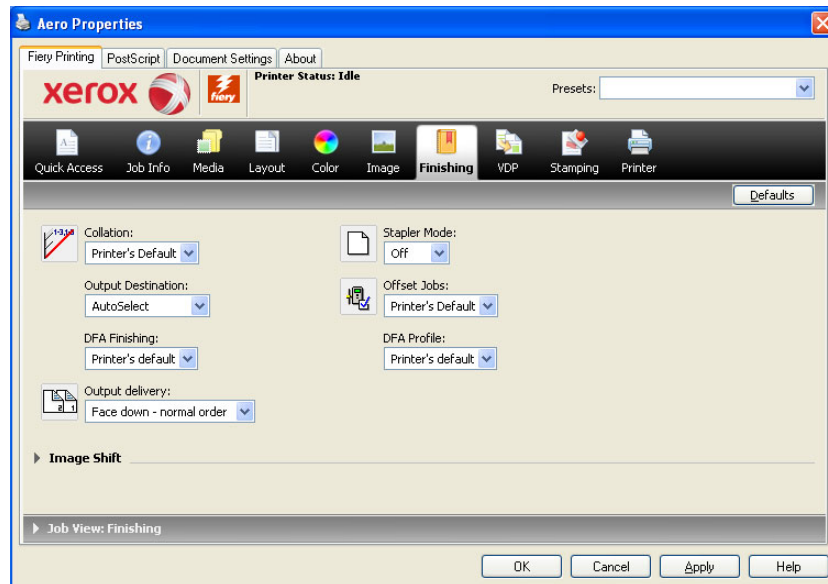 Aero Properties
Fiery Printing PostScript Document Settings About
xerox fiery Printer Status: Idle
Presets:
Quick Access Job Info Media Layout Color Image Finishing VDP Stamping Printer
Defaults
Collation: Stapler Mode:
Printer's Default Off
Output Destination: Offset Jobs:
AutoSelect Printer's Default
DFA Finishing: DFA Profile:
Printer's default Printer's default
Output delivery:
Face down - normal order
Image Shift
Job View: Finishing
OK Cancel Apply Help